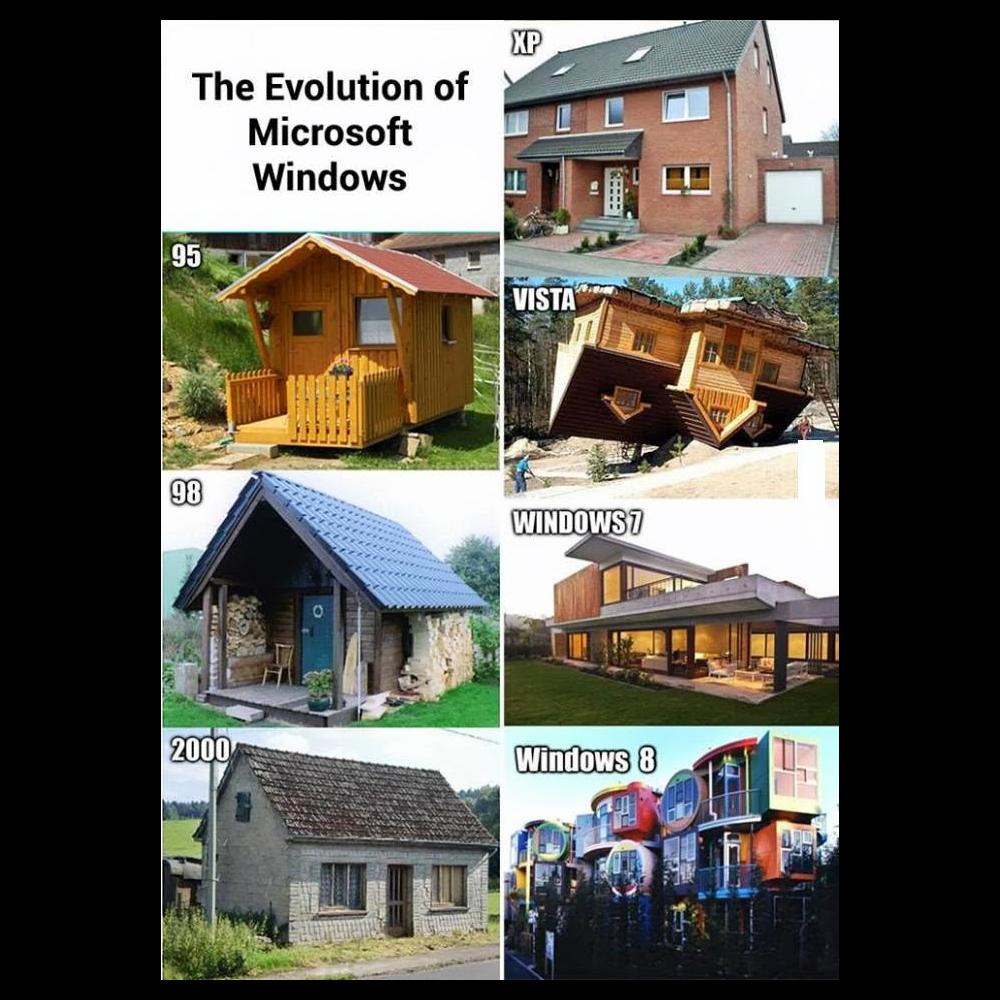 The Evolution of
Microsoft
Windows
95
98
2000
XP
VISTA
WINDOWS 7
Windows 8